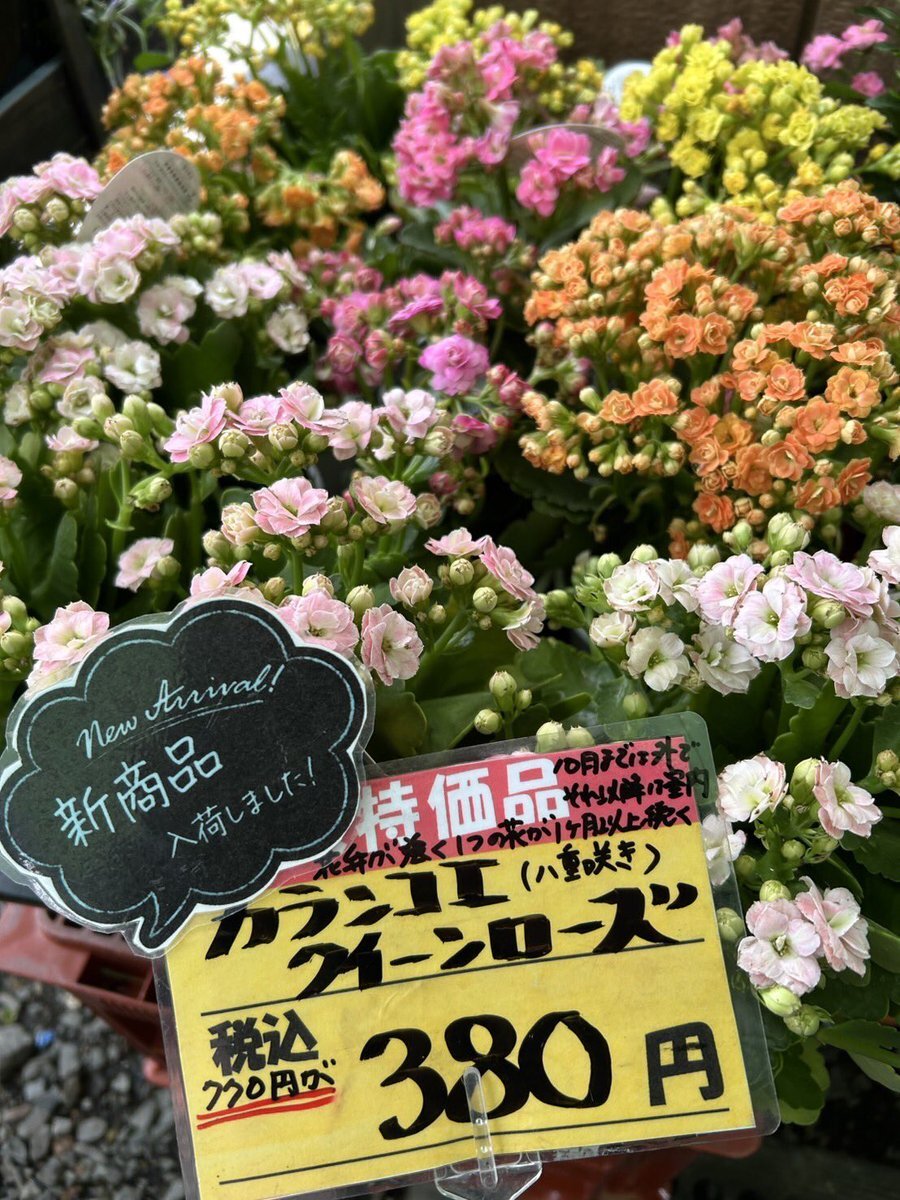 New Arrival!
新商品
入荷しました!
特価品
10月までは外で
それ以降は室内
花弁が強く1つの花が1ヶ月以上続く
カランコエ(八重咲き)
クイーンローズ
税込
770円が
380円